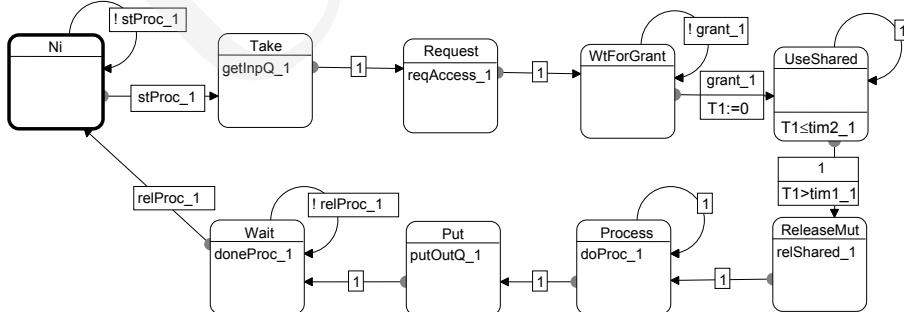 ! stProc_1
Ni
stProc_1
Take
getInpQ_1
1
Request
reqAccess_1
1
WtForGrant
! grant_1
grant_1
T1:=0
UseShared
1
T1≤tim2_1
1
T1>tim1_1
ReleaseMut
relShared_1
1
Process
doProc_1
1
1
Put
putOutQ_1
1
Wait
doneProc_1
! relProc_1
relProc_1